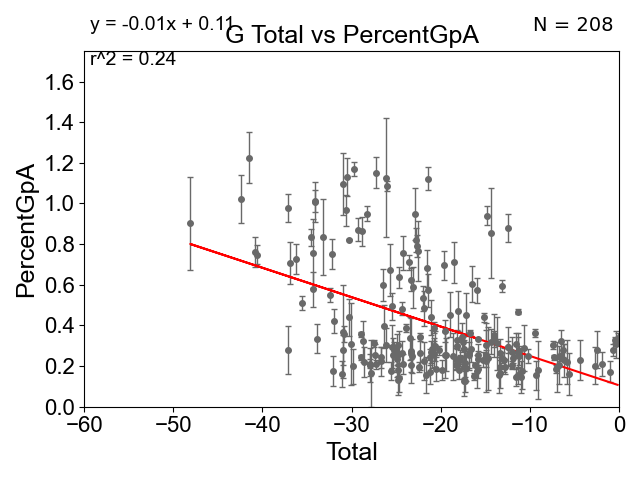 y = -0.01x + 0.11
N = 208
G Total vs PercentGpA
r^2 = 0.24
PercentGpA
1.6
1.4
1.2
1.0
0.8
0.6
0.4
0.2
0.0
−60 −50 −40 −30 −20 −10 0
Total